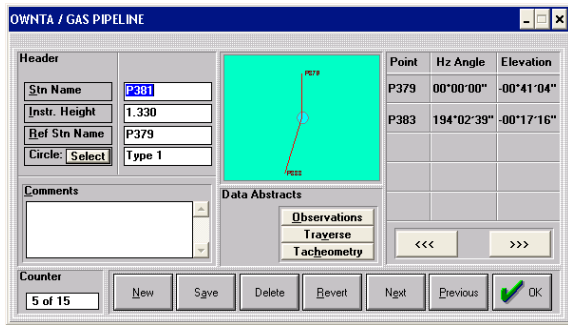 OWNTA / GAS PIPELINE
Header
Stn Name P381
Instr. Height 1.330
Ref Stn Name P379
Circle: Select Type 1
P379
P383
Point Hz Angle Elevation
P379 00°00'00" -00°41'04"
P383 194°02'39" -00°17'16"
Comments
Data Abstracts
Observations
Traverse
Tacheometry
<<< >>>
Counter
5 of 15
New Save Delete Revert Next Previous OK